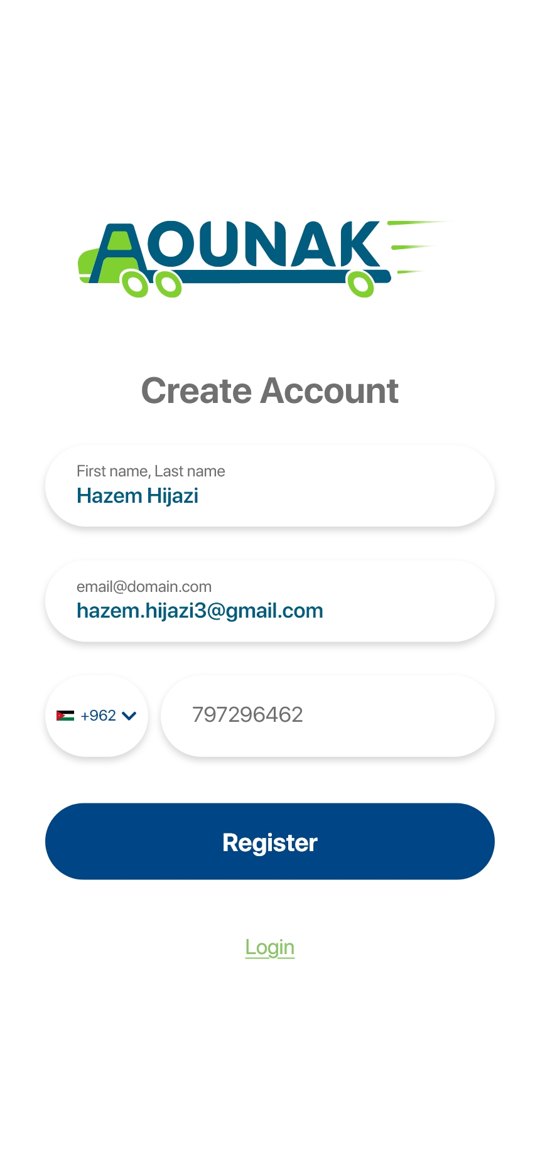 AOUNAK
Create Account
First name, Last name
Hazem Hijazi
email@domain.com
hazem.hijazi3@gmail.com
+962 797296462
Register
Login